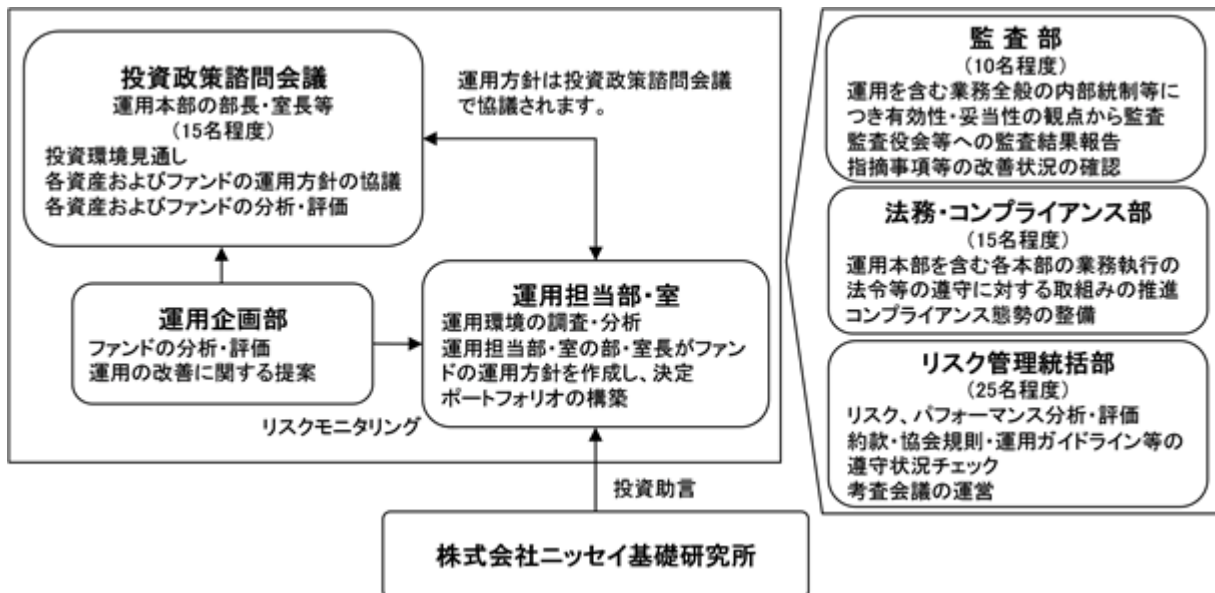 投資政策諮問会議
運用本部の部長・室長等
(15名程度)
投資環境見通し
各資産およびファンドの運用方針の協議
各資産およびファンドの分析・評価
運用方針は投資政策諮問会議
で協議されます。
運用企画部
ファンドの分析・評価
運用の改善に関する提案
運用担当部・室
運用環境の調査・分析
運用担当部・室の部・室長がファン
ドの運用方針を作成し、決定
ポートフォリオの構築
リスクモニタリング
投資助言
株式会社ニッセイ基礎研究所
監 査 部
(10名程度)
運用を含む業務全般の内部統制等に
つき有効性・妥当性の観点から監査
監査役会等への監査結果報告
指摘事項等の改善状況の確認
法務・コンプライアンス部
(15名程度)
運用本部を含む各本部の業務執行の
法令等の遵守に対する取組みの推進
コンプライアンス態勢の整備
リスク管理統括部
(25名程度)
リスク、パフォーマンス分析・評価
約款・協会規則・運用ガイドライン等の
遵守状況チェック
考査会議の運営